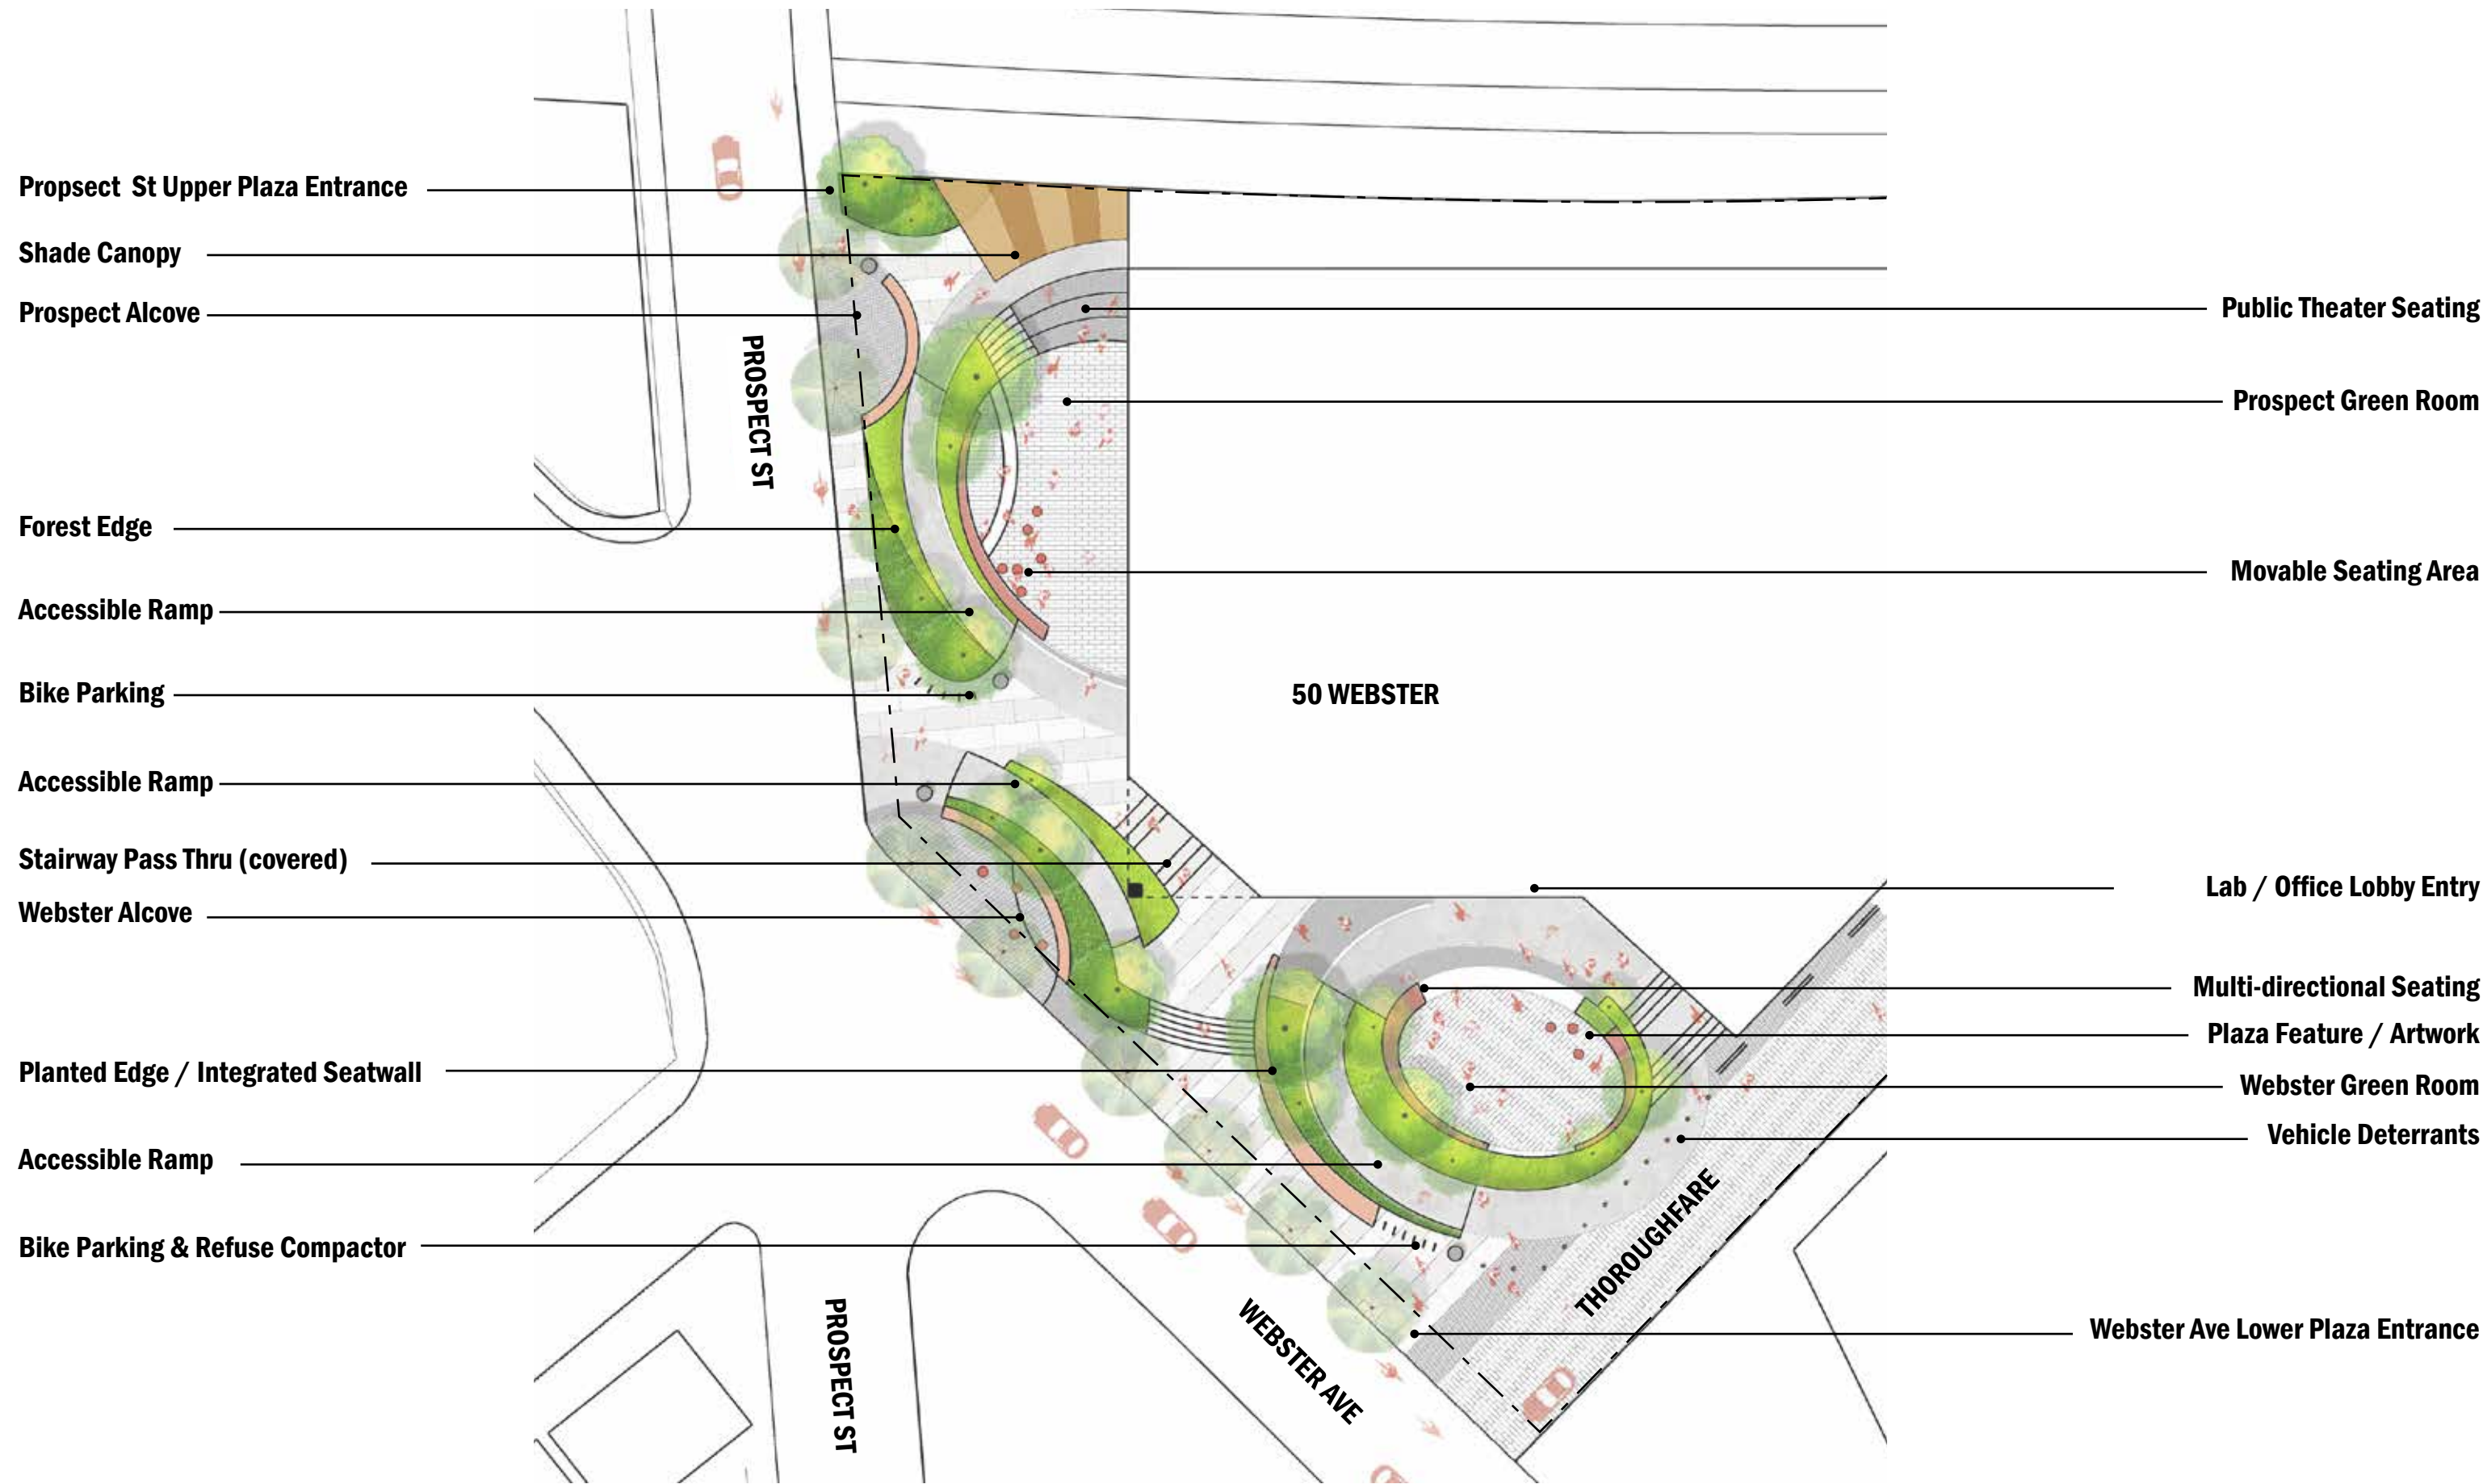 Propsect St Upper Plaza Entrance
Shade Canopy
Prospect Alcove
Forest Edge
Accessible Ramp
Bike Parking
Accessible Ramp
Stairway Pass Thru (covered)
Webster Alcove
Planted Edge / Integrated Seatwall
Accessible Ramp
Bike Parking & Refuse Compactor
PROSPECT ST
PROSPECT ST
50 WEBSTER
WEBSTER AVE
THOROUGHFARE
Public Theater Seating
Prospect Green Room
Movable Seating Area
Lab / Office Lobby Entry
Multi-directional Seating
Plaza Feature / Artwork
Webster Green Room
Vehicle Deterrants
Webster Ave Lower Plaza Entrance